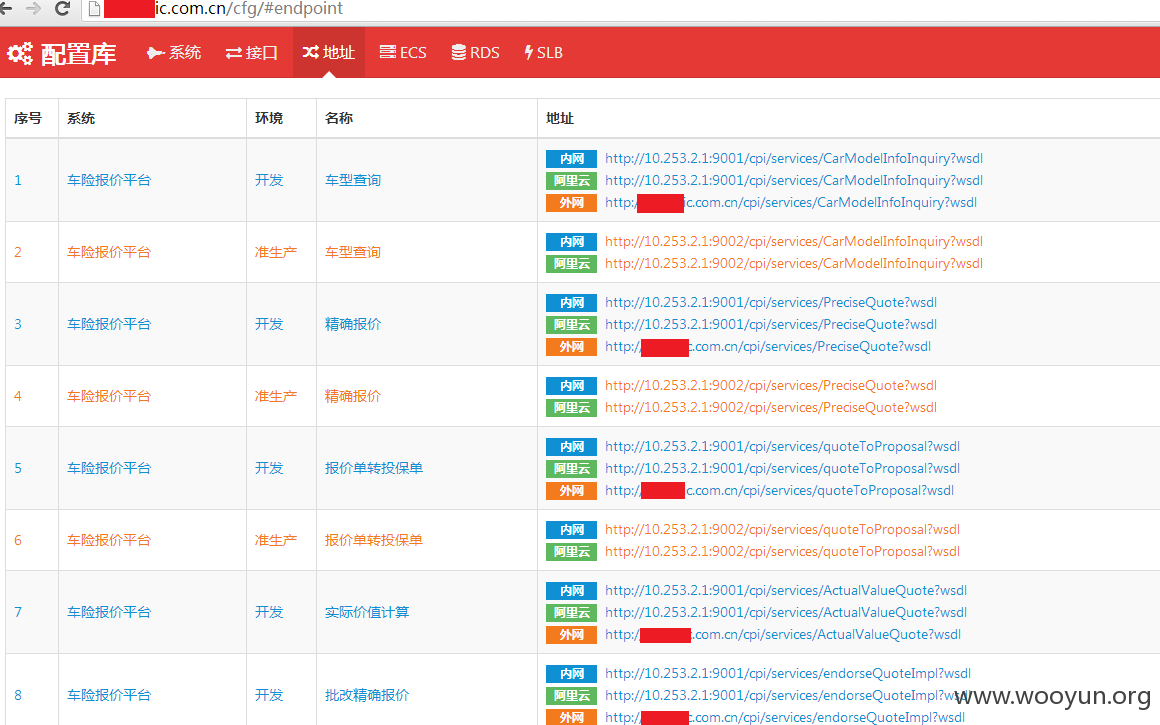 ic.com.cn/cfg/#endpoint
配置库 系统 接口 地址 ECS RDS SLB
序号 系统 环境 名称 地址
1 车险报价平台 开发 车型查询
内网 http://10.253.2.1:9001/cpi/services/CarModelInfoInquiry?wsdl
阿里云 http://10.253.2.1:9001/cpi/services/CarModelInfoInquiry?wsdl
外网 http:/ ic.com.cn/cpi/services/CarModelInfoInquiry?wsdl
2 车险报价平台 准生产 车型查询
内网 http://10.253.2.1:9002/cpi/services/CarModelInfoInquiry?wsdl
阿里云 http://10.253.2.1:9002/cpi/services/CarModelInfoInquiry?wsdl
3 车险报价平台 开发 精确报价
内网 http://10.253.2.1:9001/cpi/services/PreciseQuote?wsdl
阿里云 http://10.253.2.1:9001/cpi/services/PreciseQuote?wsdl
外网 http:/ c.com.cn/cpi/services/PreciseQuote?wsdl
4 车险报价平台 准生产 精确报价
内网 http://10.253.2.1:9002/cpi/services/PreciseQuote?wsdl
阿里云 http://10.253.2.1:9002/cpi/services/PreciseQuote?wsdl
5 车险报价平台 开发 报价单转投保单
内网 http://10.253.2.1:9001/cpi/services/quoteToProposal?wsdl
阿里云 http://10.253.2.1:9001/cpi/services/quoteToProposal?wsdl
外网 http:/ c.com.cn/cpi/services/quoteToProposal?wsdl
6 车险报价平台 准生产 报价单转投保单
内网 http://10.253.2.1:9002/cpi/services/quoteToProposal?wsdl
阿里云 http://10.253.2.1:9002/cpi/services/quoteToProposal?wsdl
7 车险报价平台 开发 实际价值计算
内网 http://10.253.2.1:9001/cpi/services/ActualValueQuote?wsdl
阿里云 http://10.253.2.1:9001/cpi/services/ActualValueQuote?wsdl
外网 http:/ .com.cn/cpi/services/ActualValueQuote?wsdl
8 车险报价平台 开发 批改精确报价
内网 http://10.253.2.1:9001/cpi/services/endorseQuoteImpl?wsdl
阿里云 http://10.253.2.1:9001/cpi/services/endorseQuoteImpl?wsdl
外网 http:/ c.com.cn/cpi/services/endorseQuoteImpl?wsdl
www.wooyun.org